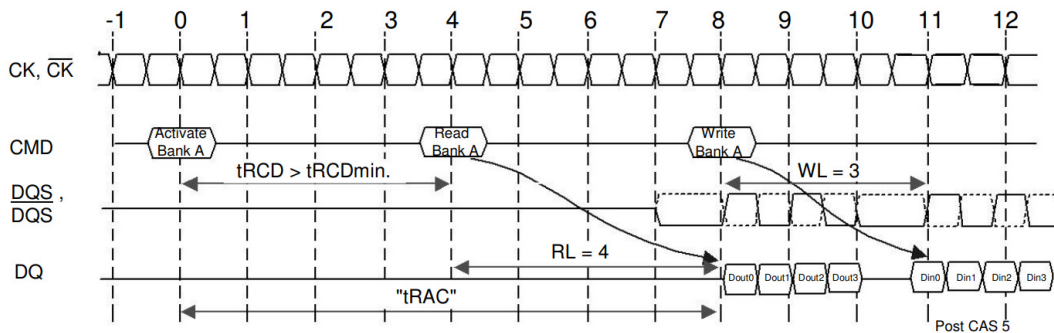 -1 0 1 2 3 4 5 6 7 8 9 10 11 12
CK, CK
CMD
Activate
Bank A
Read
Bank A
Write
Bank A
tRCD > tRCDmin.
WL = 3
DQS ,
DQS
RL = 4
DQ
Dout0 Dout1 Dout2 Dout3 Din0 Din1 Din2 Din3
"tRAC"
Post CAS 5